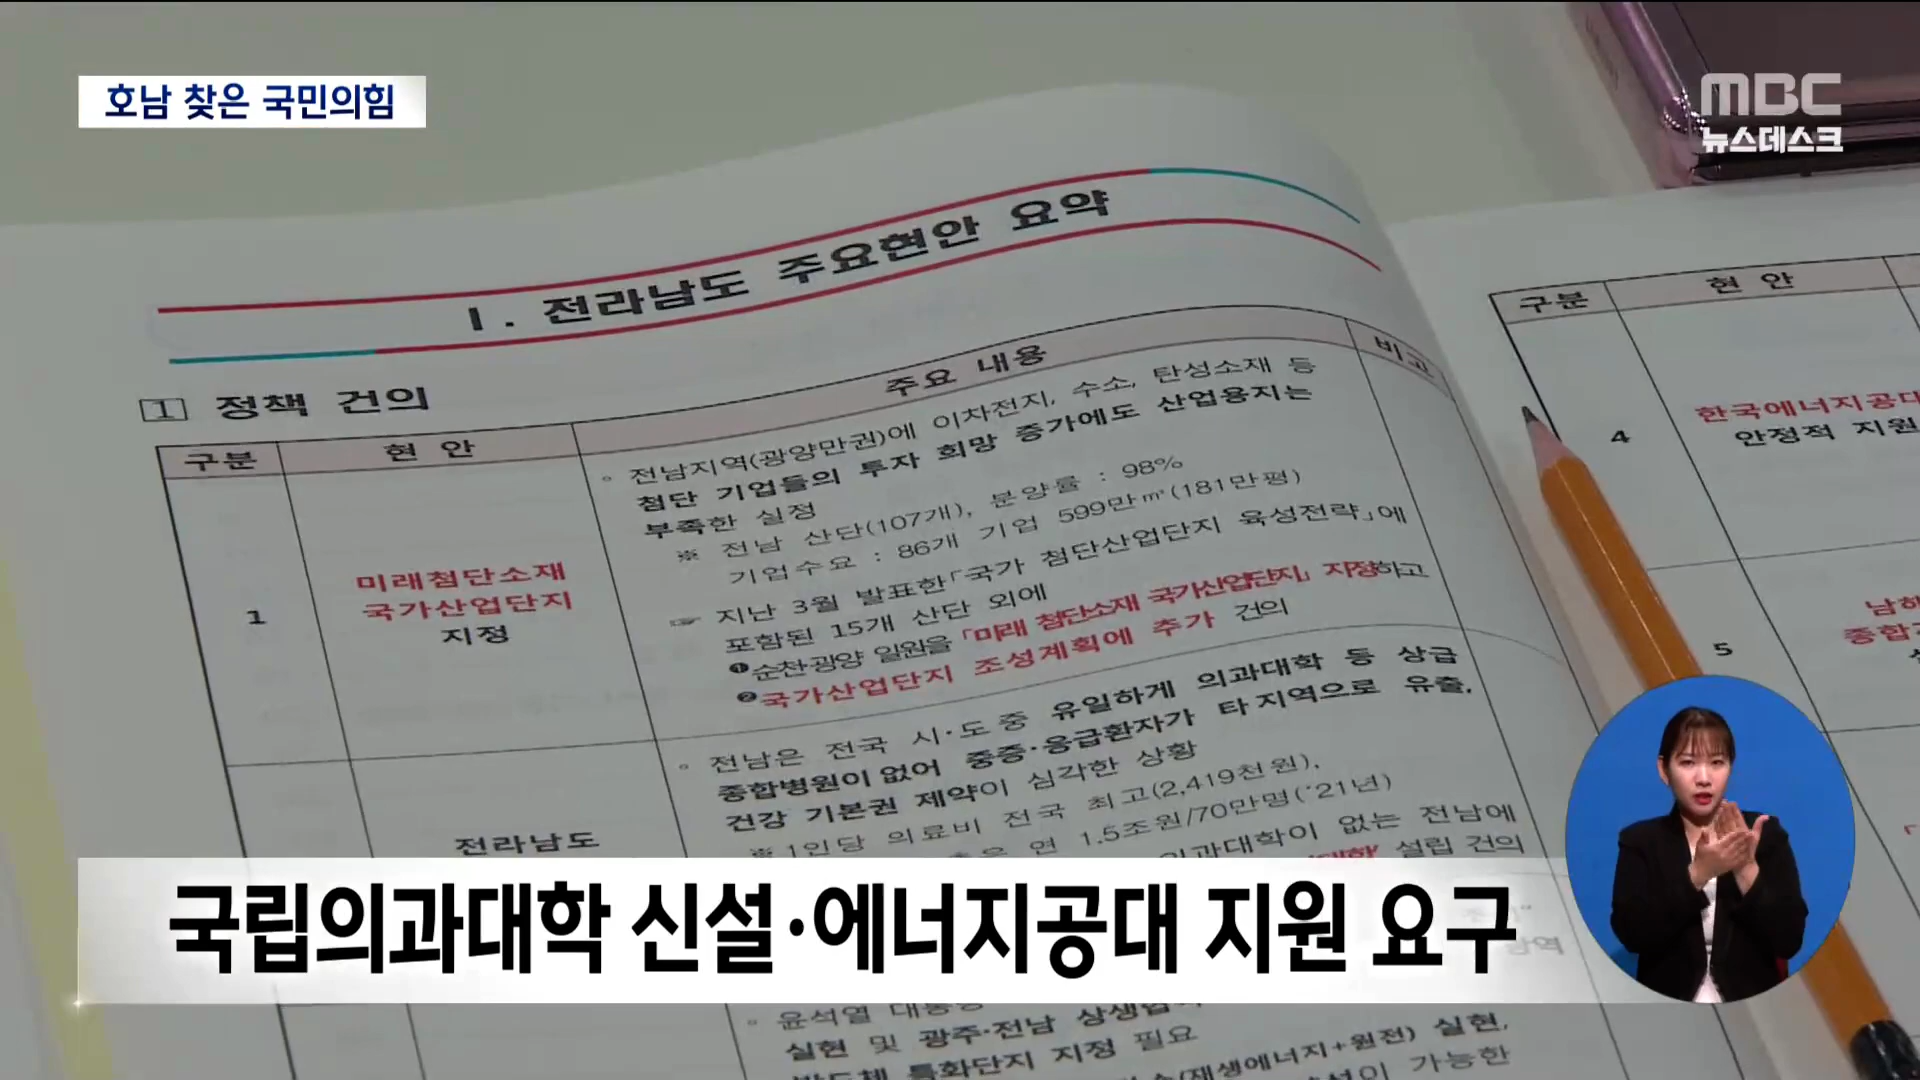 호남 찾은 국민의힘
MBC
뉴스데스크
Ⅰ. 전라남도 주요현안 요약
1 정책 건의
구분 현 안 주요 내용 비고
1
미래첨단소재
국가산업단지
지정
◦ 전남지역(광양만권)에 이차전지, 수소, 탄성소재 등
첨단 기업들의 투자 희망 증가에도 산업용지는
부족한 실정
※ 전남 산단(107개), 분양률 : 98%
기업수요 : 86개 기업 599만㎡(181만평)
☞ 지난 3월 발표한「국가 첨단산업단지 육성전략」에
포함된 15개 산단 외에
❶순천·광양 일원을 「미래 첨단소재 국가산업단지」 지정하고
❷국가산업단지 조성계획에 추가 건의
전라남도
◦ 전남은 전국 시·도 중 유일하게 의과대학 등 상급
종합병원이 없어 중증·응급환자가 타 지역으로 유출,
건강 기본권 제약이 심각한 상황
※1인당 의료비 전국 최고(2,419천원),
연 1.5조원/70만명('21년)
의과대학이 없는 전남에
설립 건의
◦ 윤석열
실현 및 광주·전남 상생
특화단지 지정 필요
(재생에너지+원전) 실현,
가능한
구분 현 안
4
한국에너지공대
안정적 지원
5
남해
종합
국립의과대학 신설·에너지공대 지원 요구